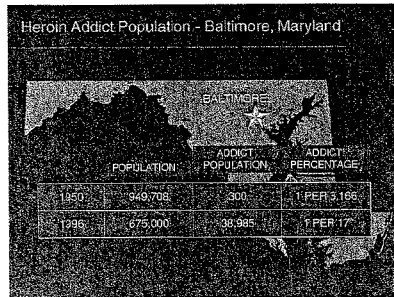 Heroin Addict Population - Baltimore, Maryland
BALTIMORE
POPULATION ADDICT POPULATION ADDICT PERCENTAGE
1950 949,708 300 1 PER 3,166
1996 675,000 38,985 1 PER 17